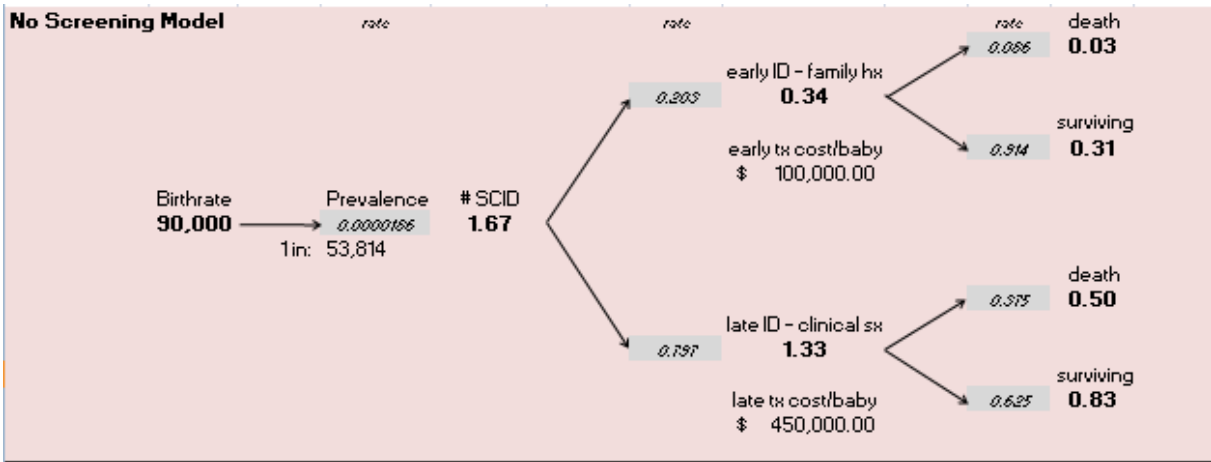 No Screening Model rate rate rate death
0.086 0.03
early ID - family hx
0.203 0.34
surviving
early tx cost/baby 0.914 0.31
$ 100,000.00
Birthrate Prevalence # SCID
90,000 0.0000186 1.67
1 in: 53,814
death
0.375 0.50
late ID - clinical sx
0.797 1.33
surviving
late tx cost/baby 0.625 0.83
$ 450,000.00